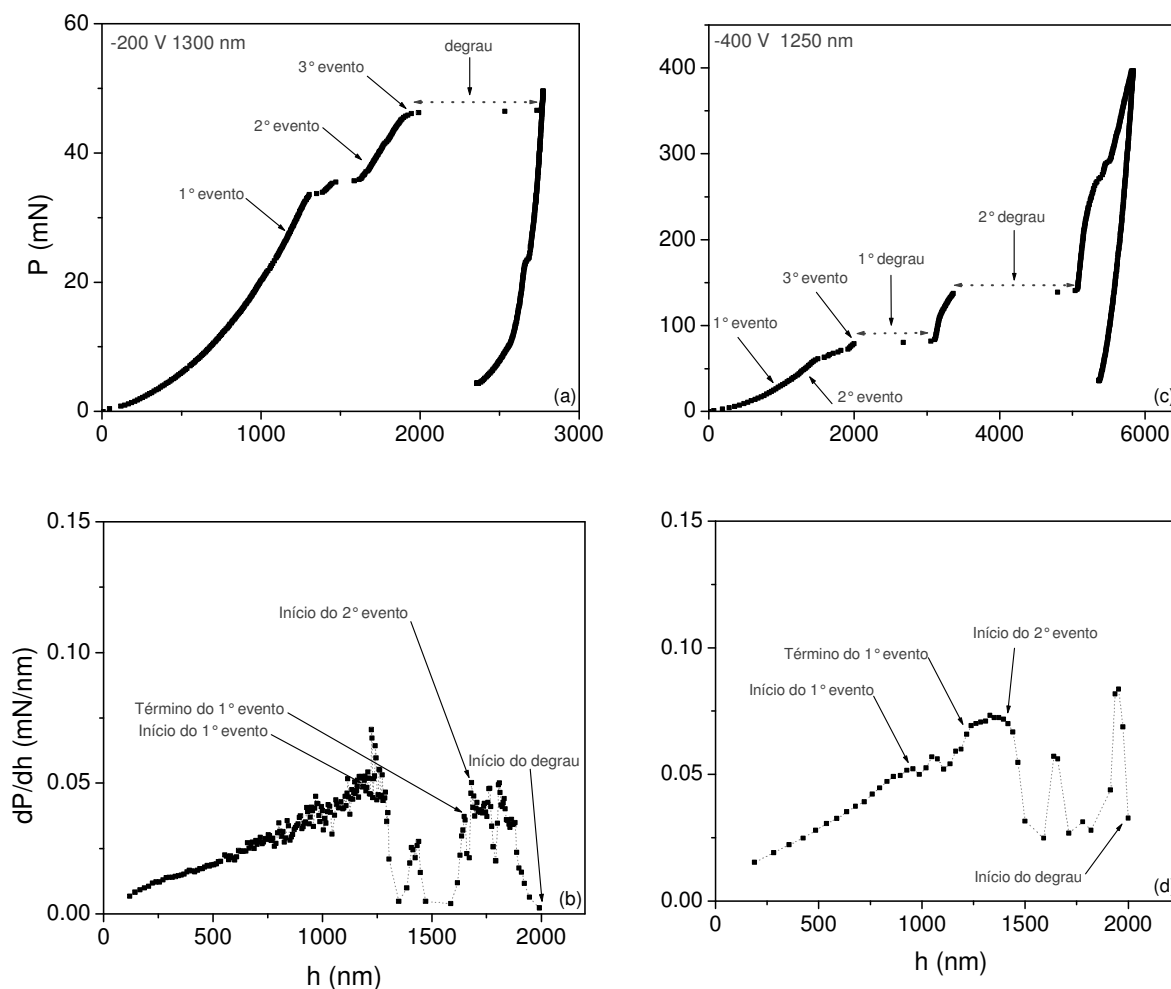 -200 V 1300 nm
degrau
3° evento
2° evento
1° evento
(a)
P (mN)
60
40
20
0
0 1000 2000 3000
-400 V 1250 nm
2° degrau
1° degrau
3° evento
1° evento
2° evento
(c)
400
300
200
100
0
0 2000 4000 6000
Início do 2° evento
Término do 1° evento
Início do 1° evento
Início do degrau
(b)
dP/dh (mN/nm)
0.15
0.10
0.05
0.00
0 500 1000 1500 2000
h (nm)
Início do 2° evento
Término do 1° evento
Início do 1° evento
Início do degrau
(d)
0.15
0.10
0.05
0.00
0 500 1000 1500 2000
h (nm)